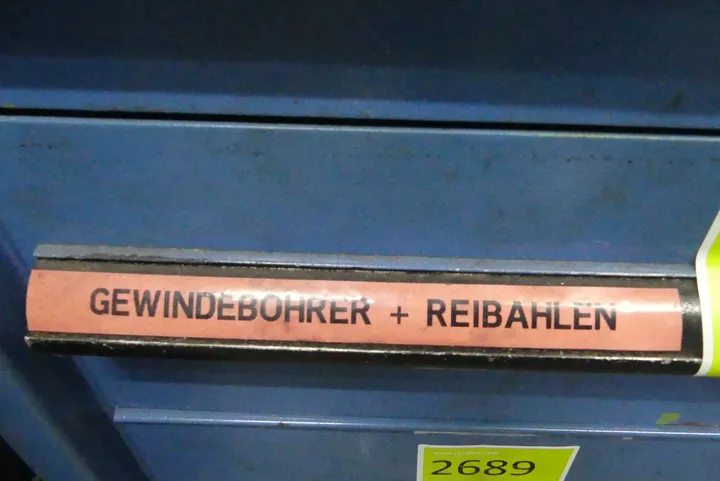 GEWINDEBOHRER + REIBAHLEN
2689